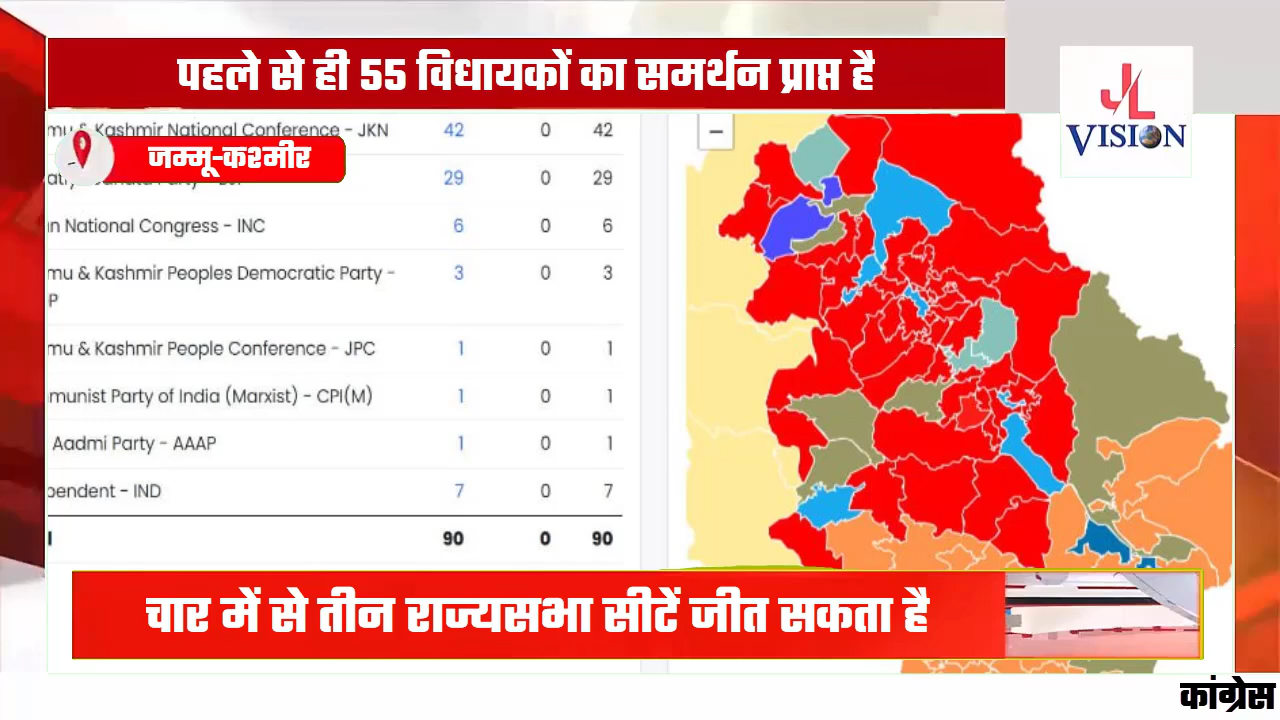 पहले से ही 55 विधायकों का समर्थन प्राप्त है
JL
VISION
mu & Kashmir National Conference - JKN 42 0 42
जम्मू-कश्मीर
29 0 29
n National Congress - INC 6 0 6
mu & Kashmir Peoples Democratic Party - 3 0 3
P
mu & Kashmir People Conference - JPC 1 0 1
munist Party of India (Marxist) - CPI(M) 1 0 1
Aadmi Party - AAAP 1 0 1
pendent - IND 7 0 7
l 90 0 90
चार में से तीन राज्यसभा सीटें जीत सकता है
कांग्रेस